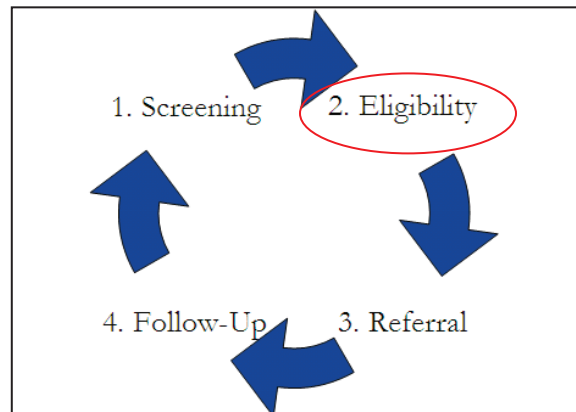 1. Screening
2. Eligibility
4. Follow-Up
3. Referral